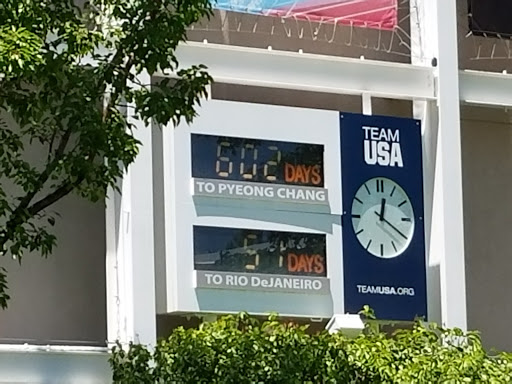 TEAM
USA
602 DAYS
TO PYEONG CHANG
DAYS
TO RIO DeJANEIRO
TEAMUSA.ORG